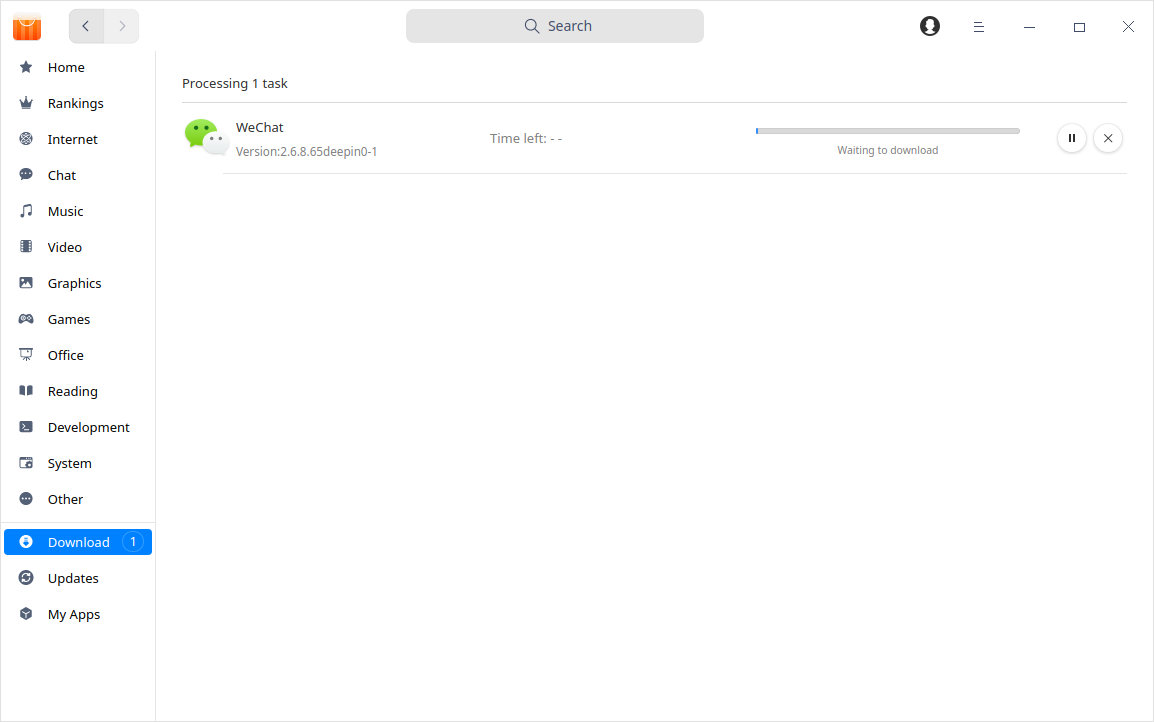 Search
Home
Rankings
Internet
Chat
Music
Video
Graphics
Games
Office
Reading
Development
System
Other
Download 1
Updates
My Apps
Processing 1 task
WeChat
Version:2.6.8.65deepin0-1
Time left: - -
Waiting to download